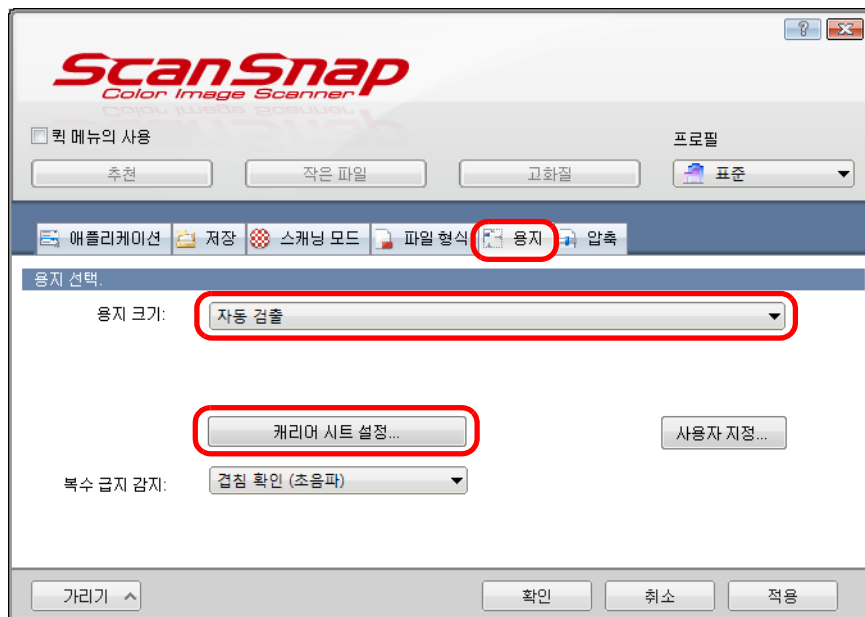 ScanSnap
Color Image Scanner
퀵 메뉴의 사용
프로필
추천 작은 파일 고화질 표준
애플리케이션 저장 스캐닝 모드 파일 형식 용지 압축
용지 선택.
용지 크기: 자동 검출
캐리어 시트 설정... 사용자 지정...
복수 급지 감지: 겹침 확인 (초음파)
가리기 확인 취소 적용